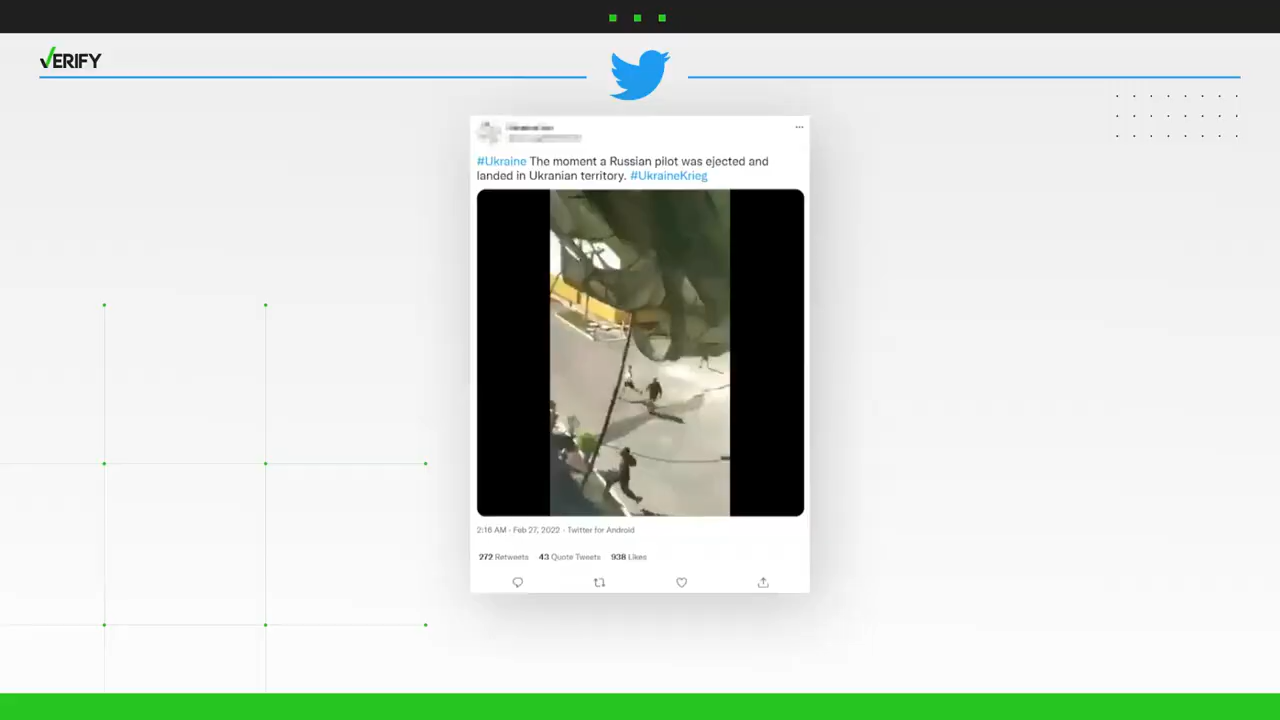 VERIFY
#Ukraine The moment a Russian pilot was ejected and
landed in Ukranian territory. #UkraineKrieg
2:16 AM · Feb 27, 2022 · Twitter for Android
272 Retweets 43 Quote Tweets 938 Likes